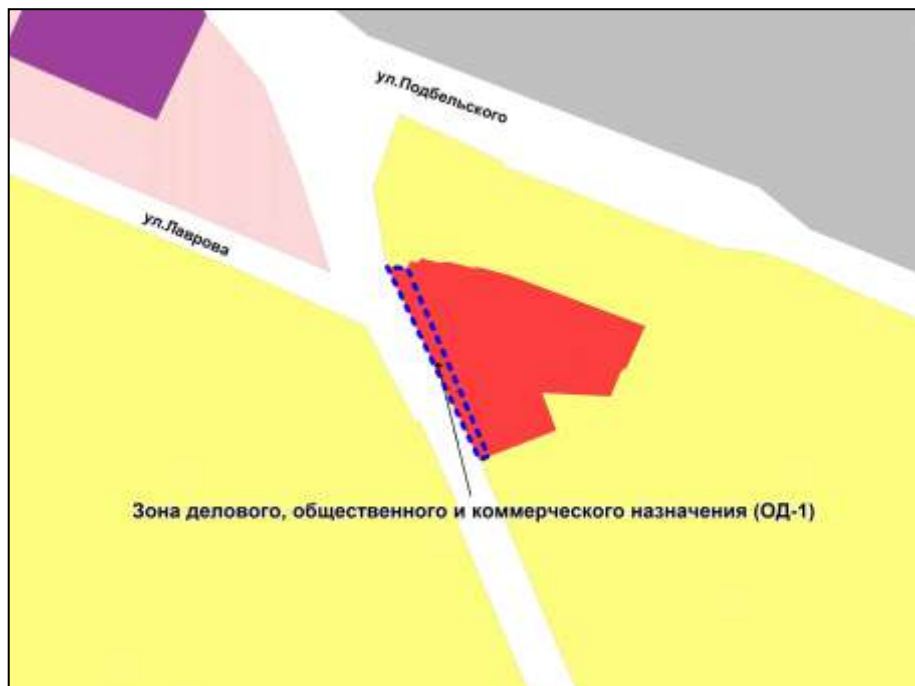 ул.Подбельского
ул.Лаврова
Зона делового, общественного и коммерческого назначения (ОД-1)